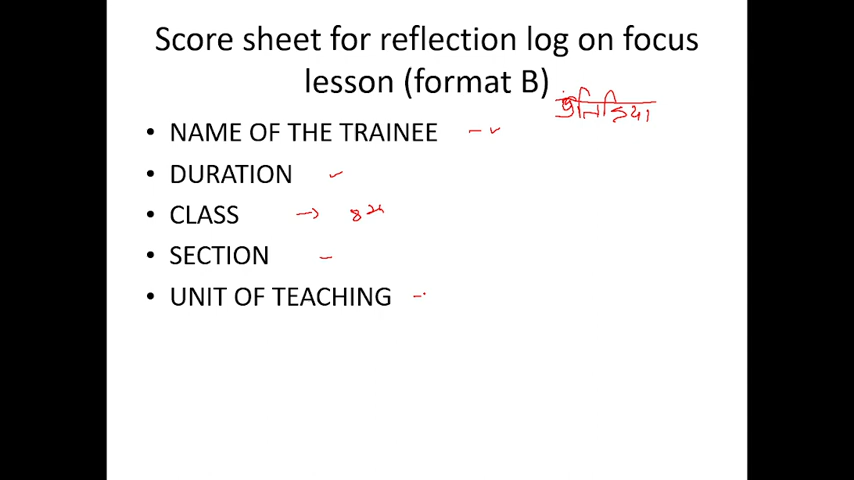 Score sheet for reflection log on focus
lesson (format B)
प्रतिक्रिया
• NAME OF THE TRAINEE
• DURATION
• CLASS → 8th
• SECTION
• UNIT OF TEACHING